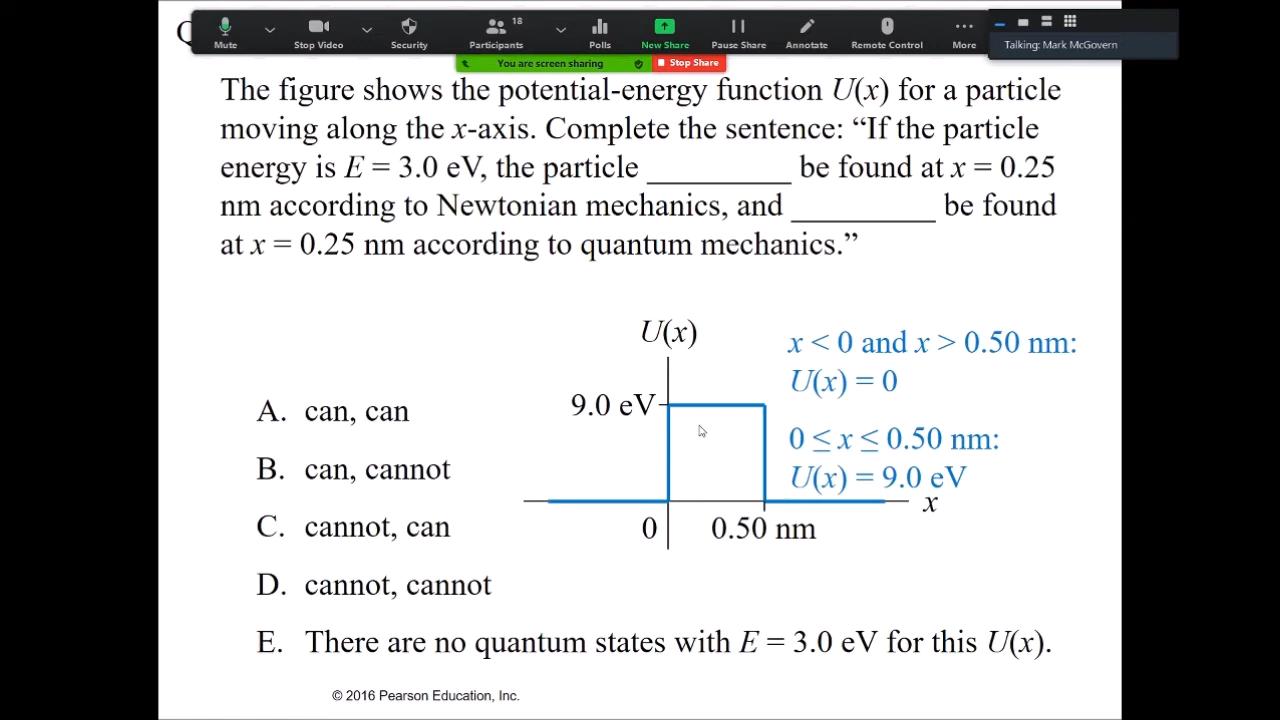 Q
Mute
Stop Video
Security
Participants
18
Polls
New Share
Pause Share
Annotate
Remote Control
More
Talking: Mark McGovern
You are screen sharing
Stop Share
The figure shows the potential-energy function U(x) for a particle
moving along the x-axis. Complete the sentence: “If the particle
energy is E = 3.0 eV, the particle _________ be found at x = 0.25
nm according to Newtonian mechanics, and _________ be found
at x = 0.25 nm according to quantum mechanics.”
U(x)
9.0 eV
0
0.50 nm
x
x < 0 and x > 0.50 nm:
U(x) = 0
0 ≤ x ≤ 0.50 nm:
U(x) = 9.0 eV
A. can, can
B. can, cannot
C. cannot, can
D. cannot, cannot
E. There are no quantum states with E = 3.0 eV for this U(x).
© 2016 Pearson Education, Inc.